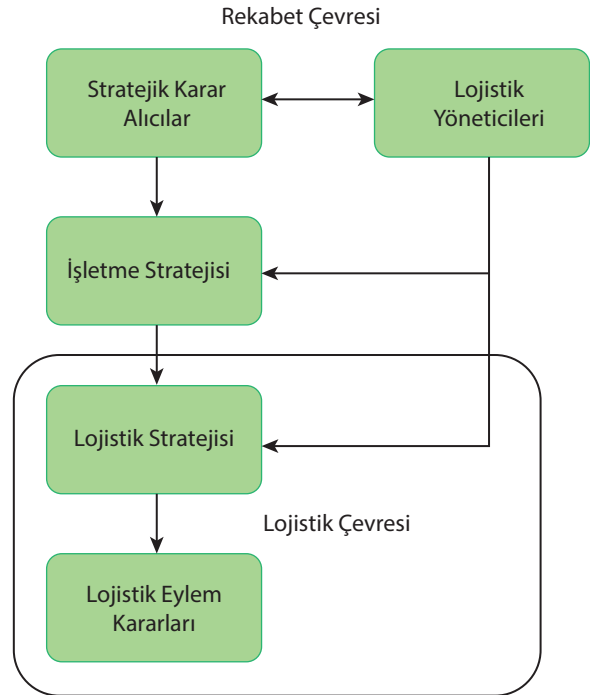 Rekabet Çevresi
Stratejik Karar
Alıcılar
Lojistik
Yöneticileri
İşletme Stratejisi
Lojistik Stratejisi
Lojistik Çevresi
Lojistik Eylem
Kararları